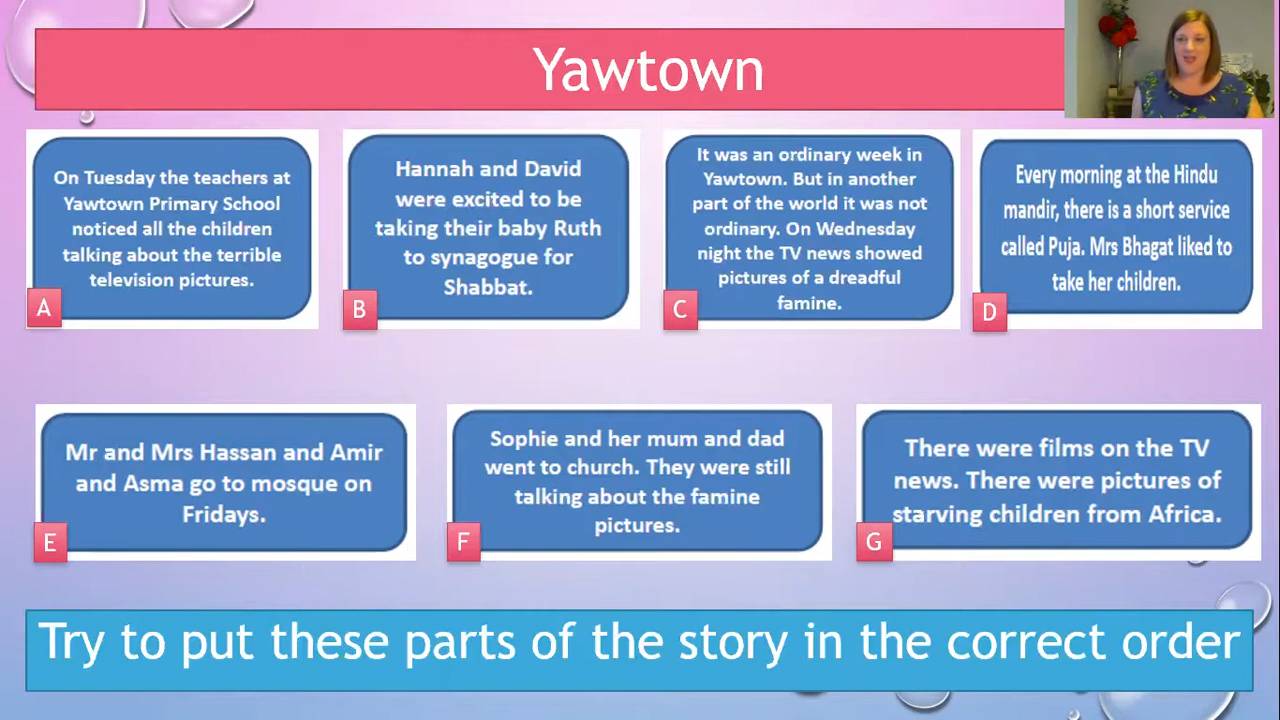 Yawtown
On Tuesday the teachers at
Yawtown Primary School
noticed all the children
talking about the terrible
television pictures.
A
Hannah and David
were excited to be
taking their baby Ruth
to synagogue for
Shabbat.
B
It was an ordinary week in
Yawtown. But in another
part of the world it was not
ordinary. On Wednesday
night the TV news showed
pictures of a dreadful
famine.
C
Every morning at the Hindu
mandir, there is a short service
called Puja. Mrs Bhagat liked to
take her children.
D
Mr and Mrs Hassan and Amir
and Asma go to mosque on
Fridays.
E
Sophie and her mum and dad
went to church. They were still
talking about the famine
pictures.
F
There were films on the TV
news. There were pictures of
starving children from Africa.
G
Try to put these parts of the story in the correct order